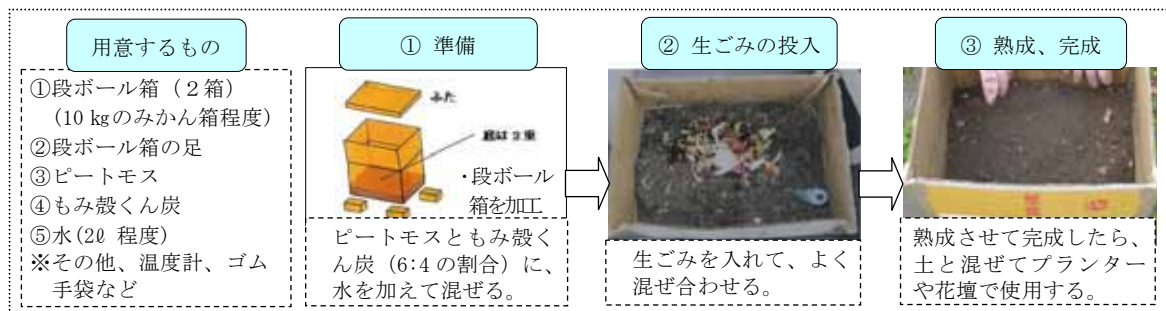 用意するもの
①段ボール箱（２箱）
(10 kgのみかん箱程度)
②段ボール箱の足
③ピートモス
④もみ殻くん炭
⑤水(2ℓ 程度)
※その他、温度計、ゴム
手袋など
① 準備
ふた
底は２重
・段ボール
箱を加工
ピートモスともみ殻く
ん炭（6:4 の割合）に、
水を加えて混ぜる。
② 生ごみの投入
生ごみを入れて、よく
混ぜ合わせる。
③ 熟成、完成
熟成させて完成したら、
土と混ぜてプランター
や花壇で使用する。